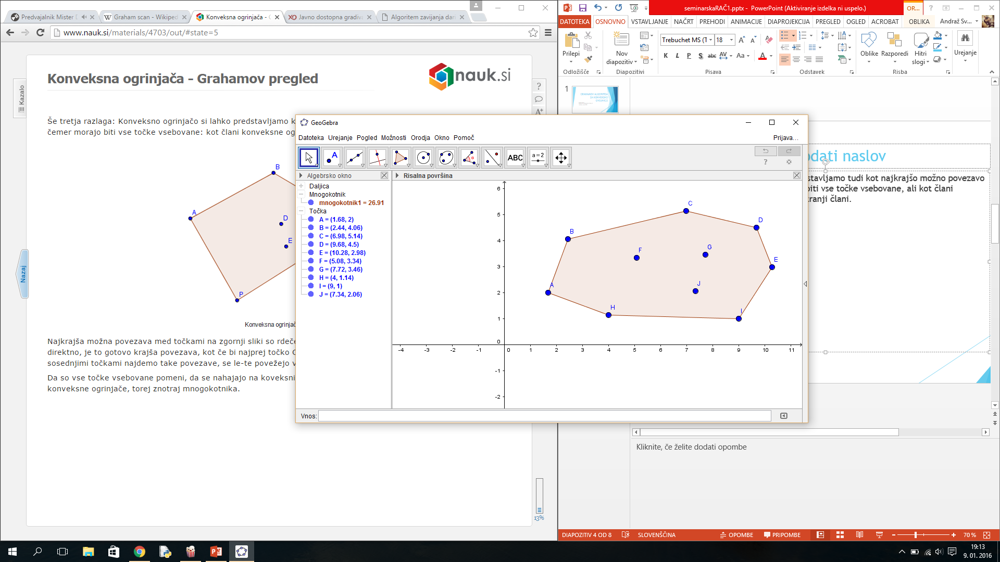 Predvajalnik Mister D
Graham scan - Wikiped
Konveksna ogrinjača - G
Javno dostopna gradiva
Algoritem zavijanja dari
www.nauk.si/materials/4703/out/#state=5
Kazalo
Konveksna ogrinjača - Grahamov pregled
nauk.si
?
A+
Še tretja razlaga: Konveksno ogrinjačo si lahko predstavljamo k
čemer morajo biti vse točke vsebovane: kot člani konveksne og
B
A
D
E
P
Nazaj
Konveksna ogrinjač
Najkrajša možna povezava med točkami na zgornji sliki so rdeče
direktno, je to gotovo krajša povezava, kot če bi najprej točko
sosednjimi točkami najdemo take povezave, se le-te povežejo v
Da so vse točke vsebovane pomeni, da se nahajajo na koveksni
konveksne ogrinjače, torej znotraj mnogokotnika.
13%
GeoGebra
Datoteka Urejanje Pogled Možnosti Orodja Okno Pomoč
Prijava...
A
α
ABC
a=2
?
Algebrsko okno
Risalna površina
Daljica
Mnogokotnik
mnogokotnik1 = 26.91
Točka
A = (1.68, 2)
B = (2.44, 4.06)
C = (6.98, 5.14)
D = (9.68, 4.5)
E = (10.28, 2.98)
F = (5.08, 3.34)
G = (7.72, 3.46)
H = (4, 1.14)
I = (9, 1)
J = (7.34, 2.06)
6
5
4
3
2
1
0
-1
-2
-4 -3 -2 -1 0 1 2 3 4 5 6 7 8 9 10 11
C
D
B
G
F
E
J
A
H
I
Vnos:
seminarskaRAČ1.pptx - PowerPoint (Aktiviranje izdelka ni uspelo.)
OR...
?
DATOTEKA OSNOVNO VSTAVLJANJE NAČRT PREHODI ANIMACIJE DIAPROJEKCIJA PREGLED OGLED ACROBAT OBLIKA Andraž Sv...
Prilepi
Nov
diapozitiv
Trebuchet MS (T 18
K L P S abc AV Aa A
Oblike Razporedi Hitri
slogi
Urejanje
Odložišče Diapozitivi Pisava Odstavek Risba
1
GRAHAMOV ALGORITEM
ZA KONVEKSNO
OVOJNICO
odati naslov
stavljamo tudi kot najkrajšo možno povezavo
biti vse točke vsebovane, ali kot člani
kranji člani.
Kliknite, če želite dodati opombe
DIAPOZITIV 4 OD 8 SLOVENŠČINA OPOMBE PRIPOMBE 70 %
19:13
9. 01. 2016